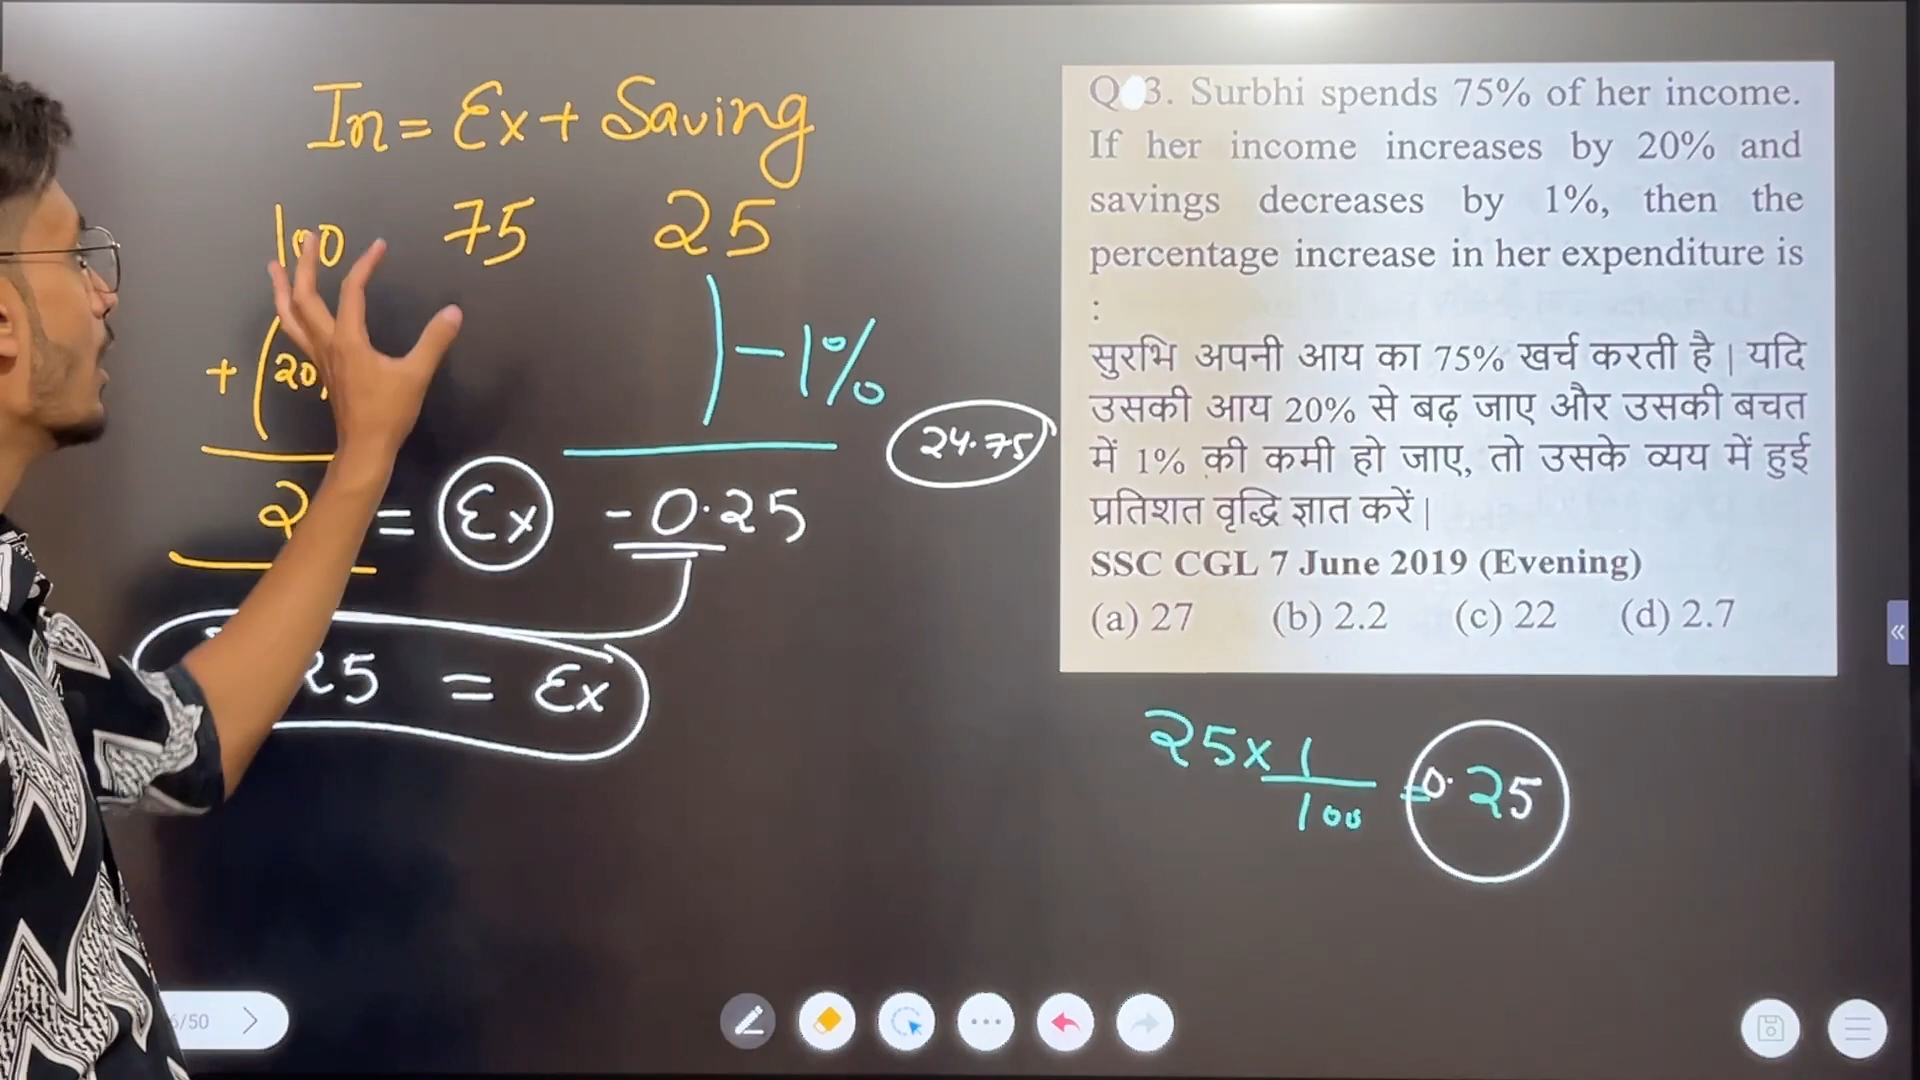 In = Ex + Saving
100 75 25
+ (20
-1%
24.75
2 = Ex -0.25
25 = Ex
Q 3. Surbhi spends 75% of her income.
If her income increases by 20% and
savings decreases by 1%, then the
percentage increase in her expenditure is
:
सुरभि अपनी आय का 75% खर्च करती है | यदि
उसकी आय 20% से बढ़ जाए और उसकी बचत
में 1% की कमी हो जाए, तो उसके व्यय में हुई
प्रतिशत वृद्धि ज्ञात करें |
SSC CGL 7 June 2019 (Evening)
(a) 27 (b) 2.2 (c) 22 (d) 2.7
25 x 1
100
= 0.25
6/50